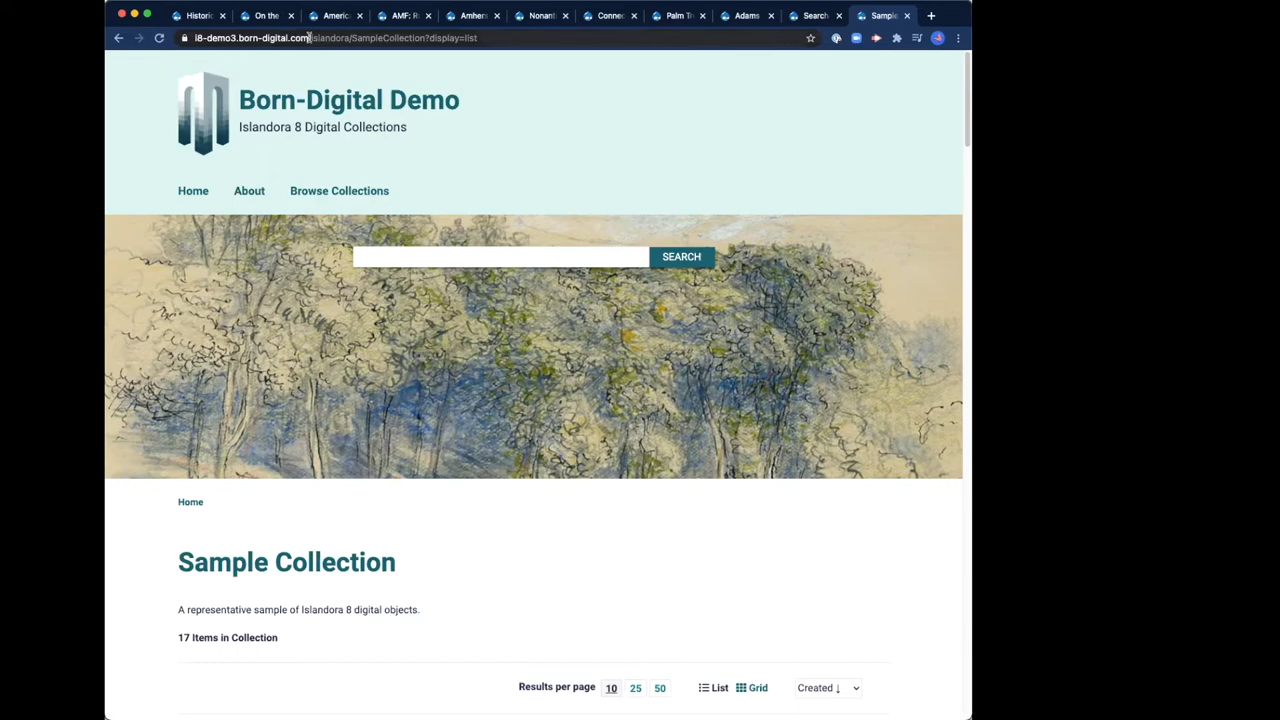 Historic
On the
America
AMF: R
Amhers
Nonant
Connec
Palm Tr
Adams
Search
Sample
i8-demo3.born-digital.com/islandora/SampleCollection?display=list
Born-Digital Demo
Islandora 8 Digital Collections
Home About Browse Collections
SEARCH
Home
Sample Collection
A representative sample of Islandora 8 digital objects.
17 Items in Collection
Results per page 10 25 50 List Grid Created ↓